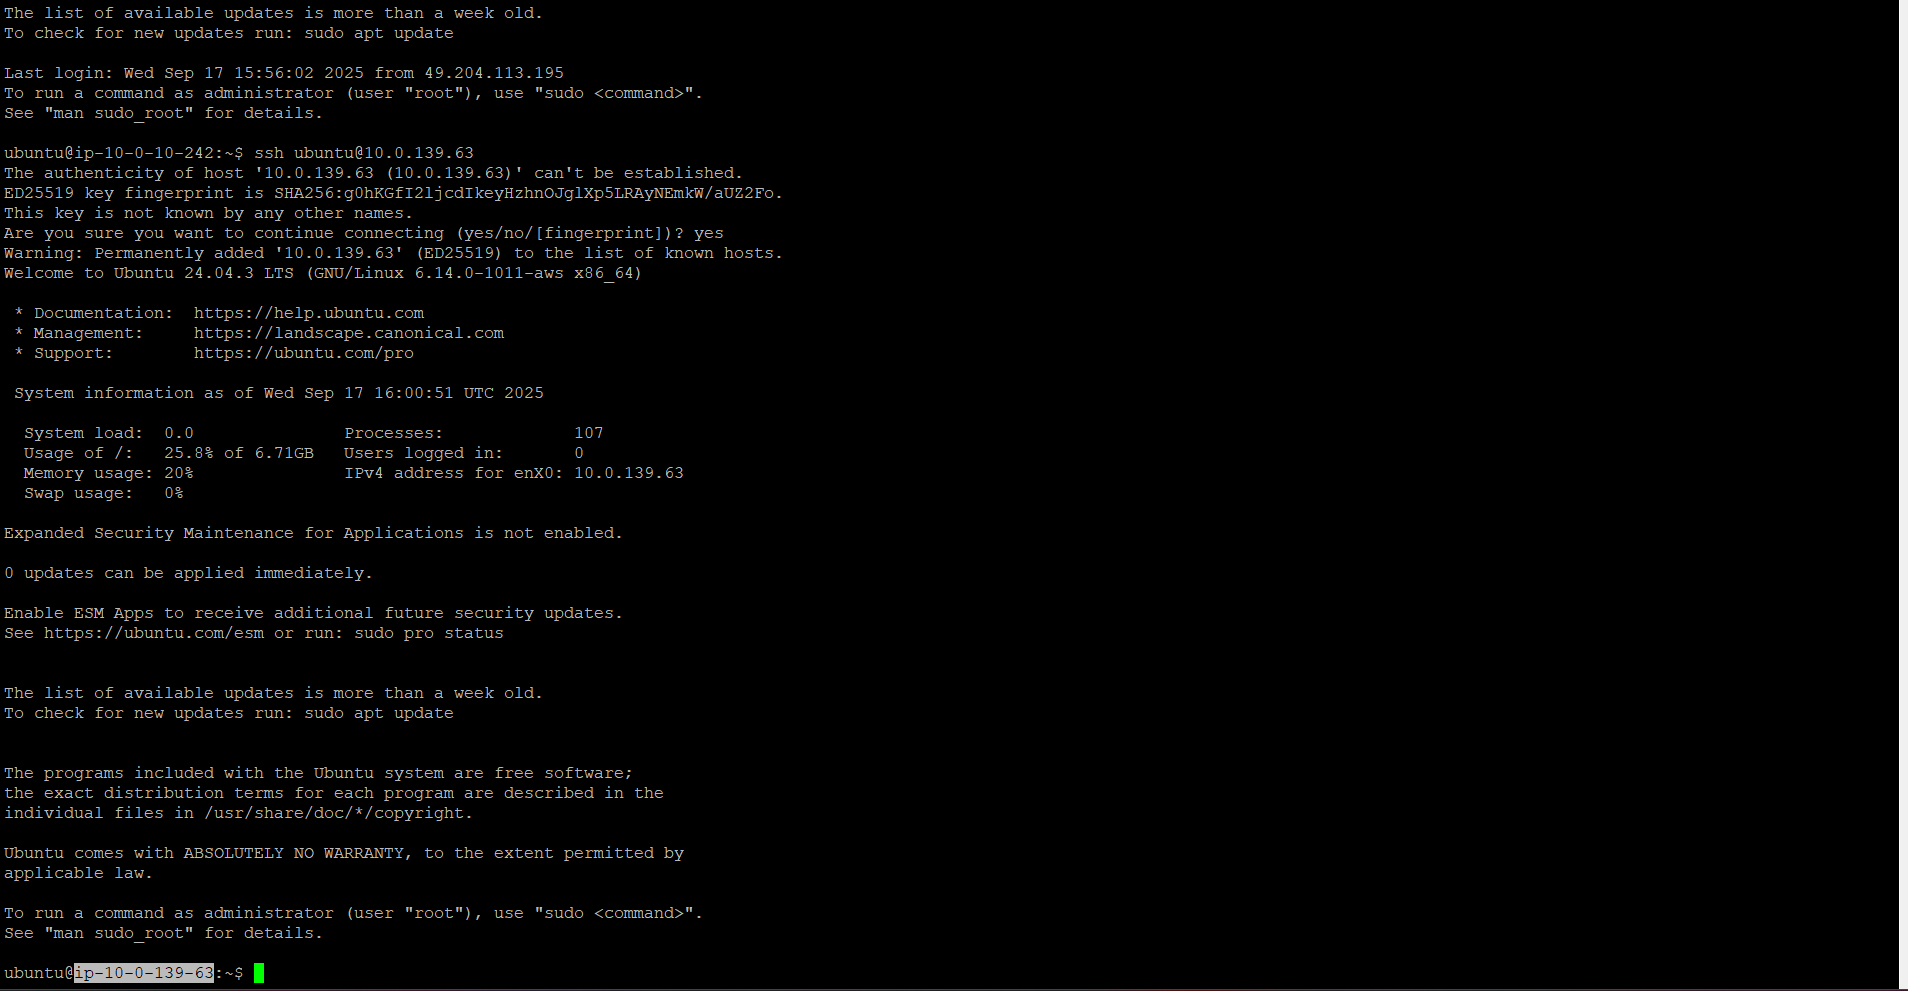 The list of available updates is more than a week old.
To check for new updates run: sudo apt update
Last login: Wed Sep 17 15:56:02 2025 from 49.204.113.195
To run a command as administrator (user "root"), use "sudo <command>".
See "man sudo_root" for details.
ubuntu@ip-10-0-10-242:~$ ssh ubuntu@10.0.139.63
The authenticity of host '10.0.139.63 (10.0.139.63)' can't be established.
ED25519 key fingerprint is SHA256:g0hKGfI2ljcdIkeyHzhnOJglXp5LRAyNEmkW/aUZ2Fo.
This key is not known by any other names.
Are you sure you want to continue connecting (yes/no/[fingerprint])? yes
Warning: Permanently added '10.0.139.63' (ED25519) to the list of known hosts.
Welcome to Ubuntu 24.04.3 LTS (GNU/Linux 6.14.0-1011-aws x86_64)
* Documentation:  https://help.ubuntu.com
* Management:     https://landscape.canonical.com
* Support:        https://ubuntu.com/pro
System information as of Wed Sep 17 16:00:51 UTC 2025
System load:  0.0               Processes:             107
Usage of /:   25.8% of 6.71GB   Users logged in:       0
Memory usage: 20%               IPv4 address for enX0: 10.0.139.63
Swap usage:   0%
Expanded Security Maintenance for Applications is not enabled.
0 updates can be applied immediately.
Enable ESM Apps to receive additional future security updates.
See https://ubuntu.com/esm or run: sudo pro status
The list of available updates is more than a week old.
To check for new updates run: sudo apt update
The programs included with the Ubuntu system are free software;
the exact distribution terms for each program are described in the
individual files in /usr/share/doc/*/copyright.
Ubuntu comes with ABSOLUTELY NO WARRANTY, to the extent permitted by
applicable law.
To run a command as administrator (user "root"), use "sudo <command>".
See "man sudo_root" for details.
ubuntu@ip-10-0-139-63:~$